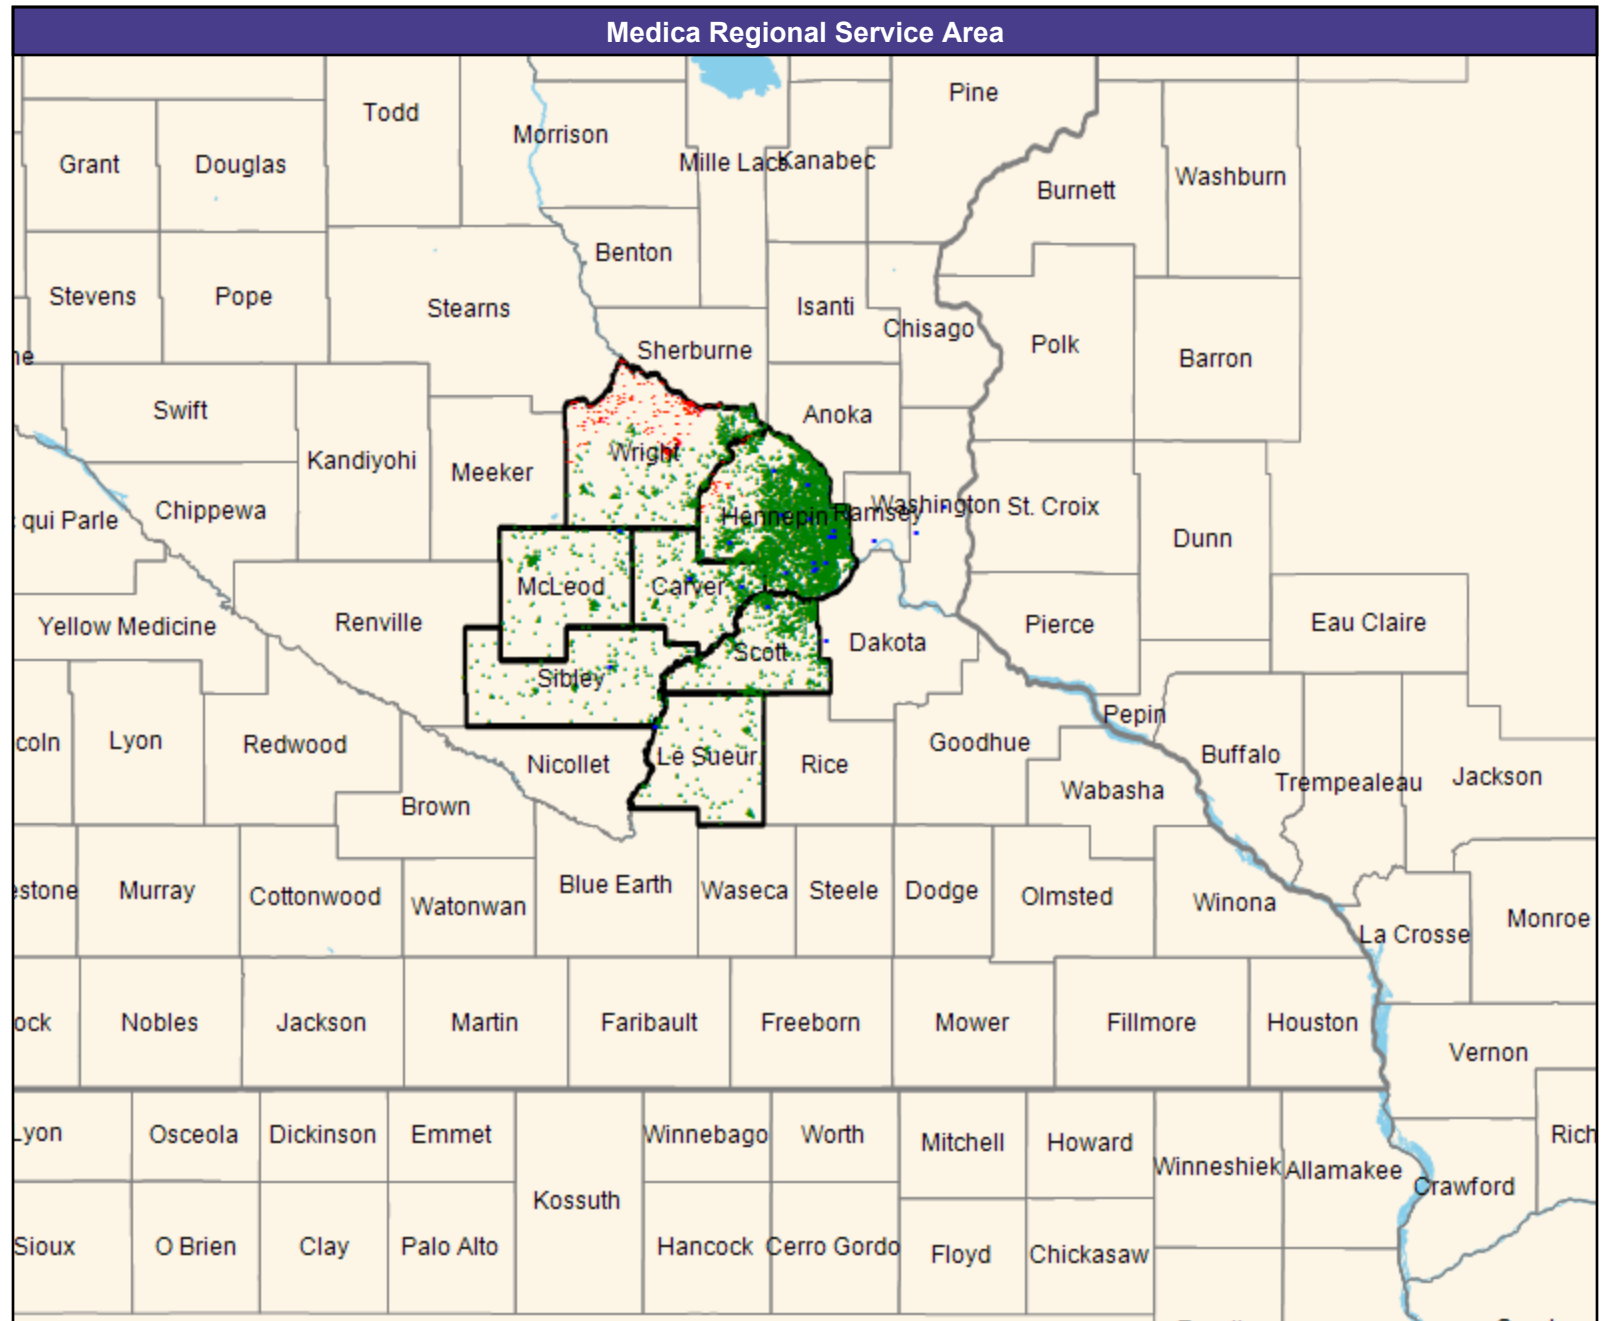 Medica Regional Service Area
Pine
Todd
Morrison
Mille Lacs
Kanabec
Grant
Douglas
Washburn
Burnett
Benton
Stevens
Pope
Stearns
Isanti
Chisago
Polk
Barron
Sherburne
ne
Swift
Anoka
Wright
Kandiyohi
Meeker
Chippewa
qui Parle
Hennepin
Ramsey
Washington
St. Croix
Dunn
McLeod
Carver
Yellow Medicine
Renville
Pierce
Eau Claire
Dakota
Scott
Sibley
Pepin
coln
Lyon
Redwood
Nicollet
Le Sueur
Rice
Goodhue
Buffalo
Trempealeau
Jackson
Wabasha
Brown
estone
Murray
Cottonwood
Watonwan
Blue Earth
Waseca
Steele
Dodge
Olmsted
Winona
La Crosse
Monroe
ock
Nobles
Jackson
Martin
Faribault
Freeborn
Mower
Fillmore
Houston
Vernon
Lyon
Osceola
Dickinson
Emmet
Winnebago
Worth
Mitchell
Howard
Rich
Winneshiek
Allamakee
Crawford
Kossuth
Sioux
O Brien
Clay
Palo Alto
Hancock
Cerro Gordo
Floyd
Chickasaw